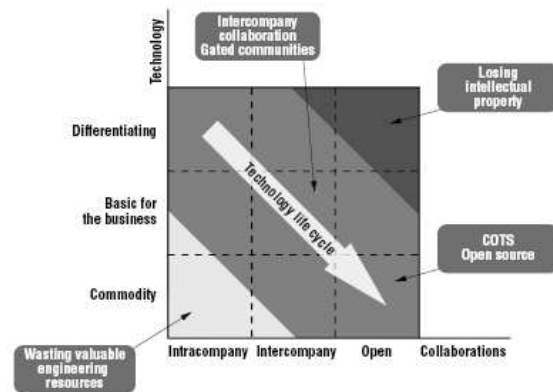 Intercompany
collaboration
Gated communities
Technology
Losing
intellectual
property
Differentiating
Basic for
the business
Technology life cycle
COTS
Open source
Commodity
Wasting valuable
engineering
resources
Intracompany
Intercompany
Open
Collaborations